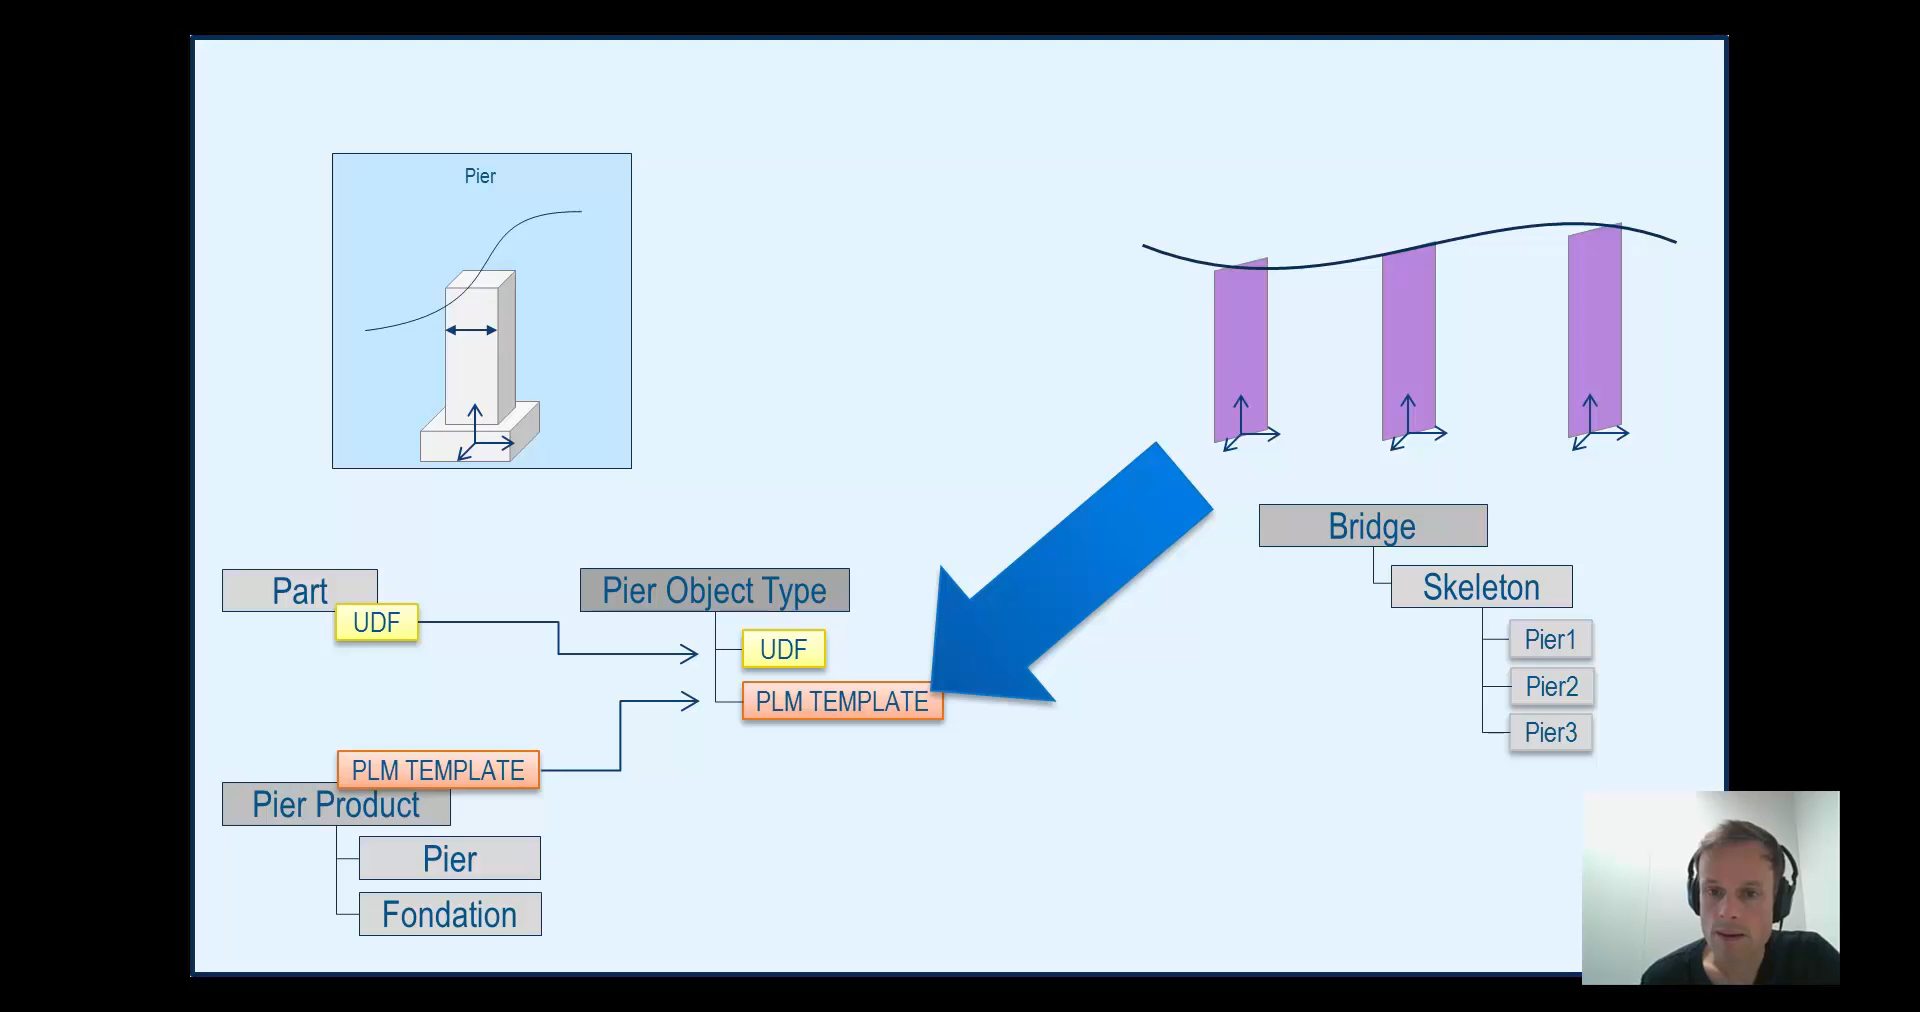 Pier
Part
UDF
Pier Object Type
UDF
PLM TEMPLATE
PLM TEMPLATE
Pier Product
Pier
Fondation
Bridge
Skeleton
Pier1
Pier2
Pier3